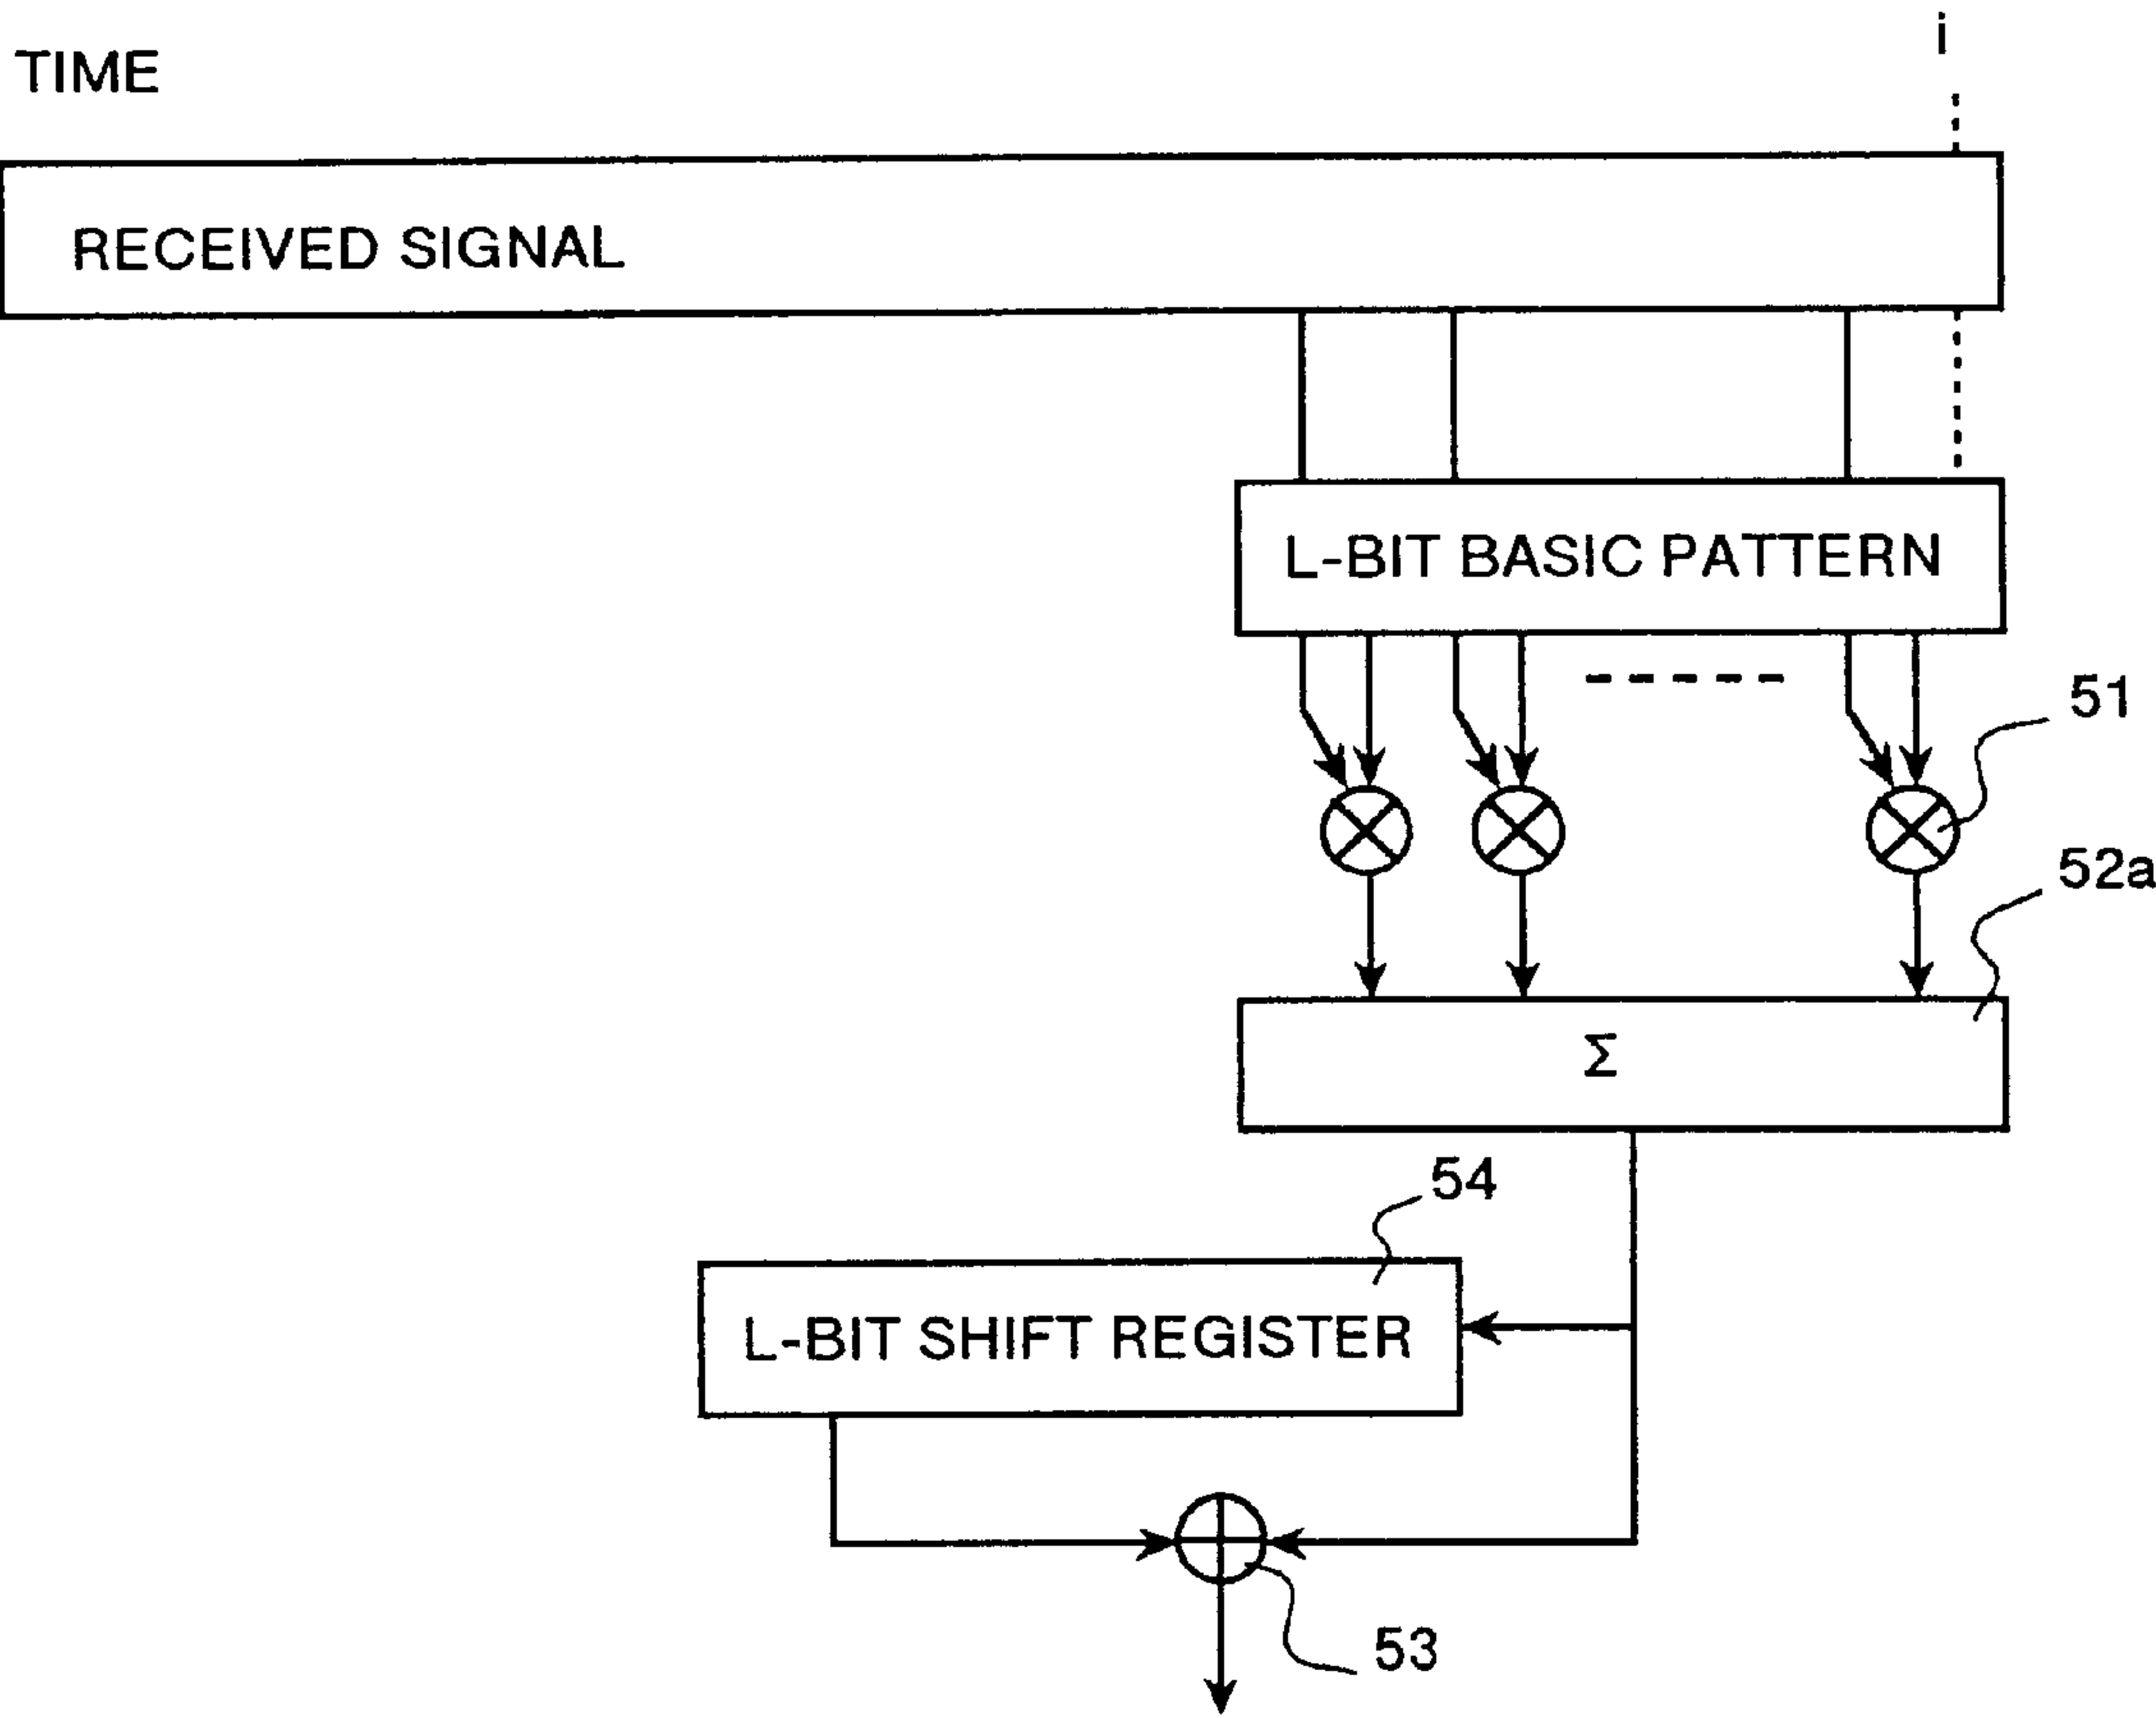 i
TIME
RECEIVED SIGNAL
L-BIT BASIC PATTERN
51
52a
Σ
54
L-BIT SHIFT REGISTER
53